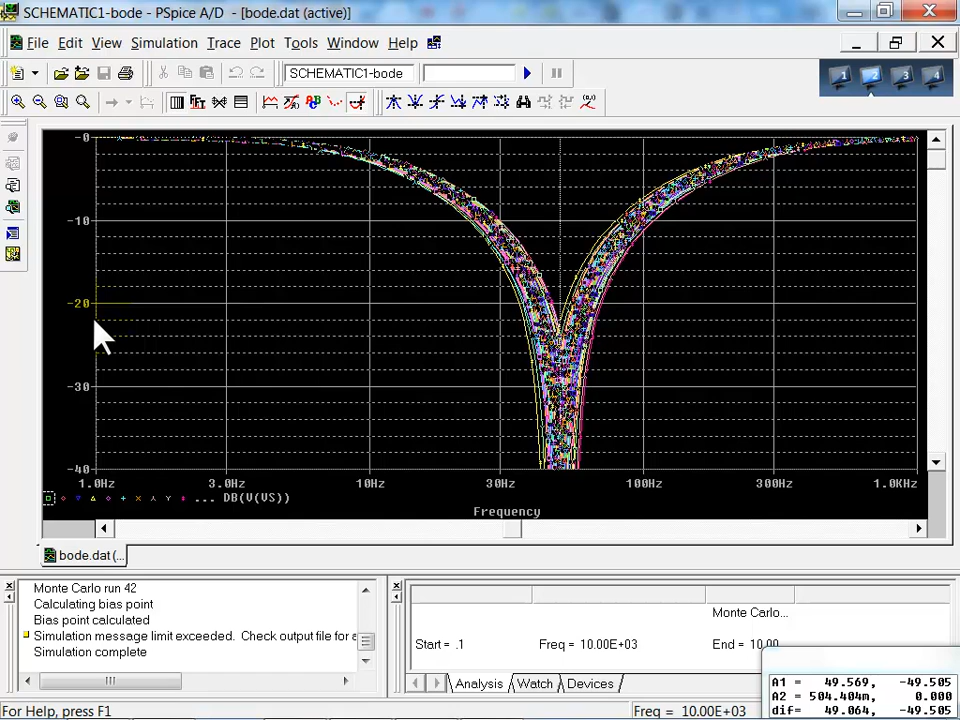 SCHEMATIC1-bode - PSpice A/D - [bode.dat (active)]
File Edit View Simulation Trace Plot Tools Window Help
SCHEMATIC1-bode
1 2 3 4
-0
-10
-20
-30
-40
1.0Hz 3.0Hz 10Hz 30Hz 100Hz 300Hz 1.0KHz
... DB(V(VS))
Frequency
bode.dat (...
Monte Carlo run 42
Calculating bias point
Bias point calculated
Simulation message limit exceeded. Check output file for a
Simulation complete
Monte Carlo...
Start = .1 Freq = 10.00E+03 End = 10.00
Analysis Watch Devices
A1 = 49.569, -49.505
A2 = 504.404m, 0.000
dif= 49.064, -49.505
For Help, press F1
Freq = 10.00E+03